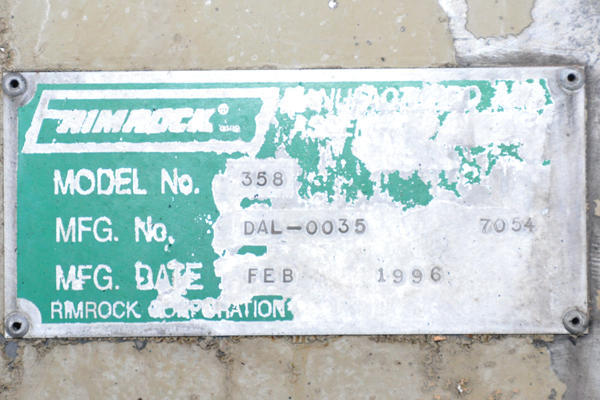 RIMROCK
MODEL No. 358
MFG. No. DAL-0035 7054
MFG. DATE FEB 1996
RIMROCK CORPORATION